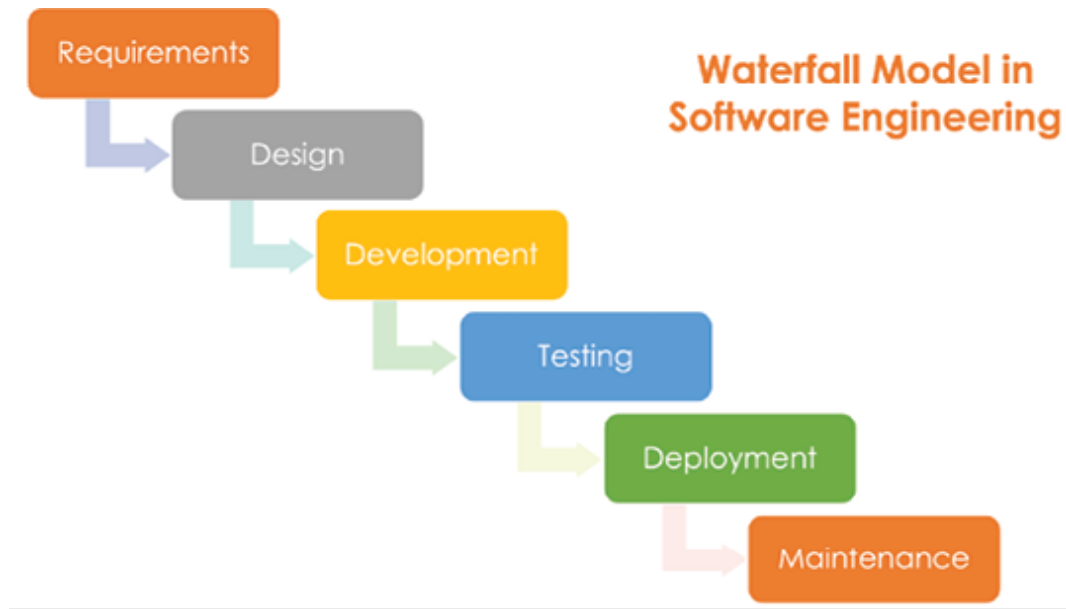 Requirements
Waterfall Model in
Software Engineering
Design
Development
Testing
Deployment
Maintenance